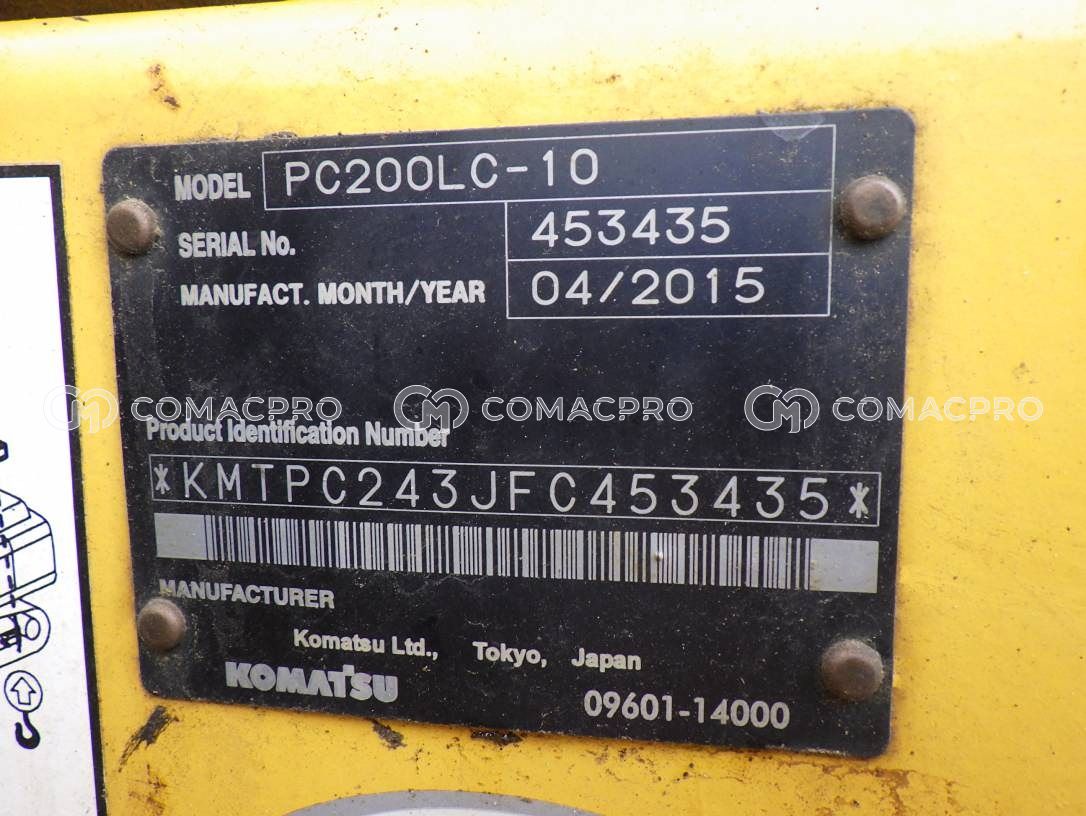 MODEL PC200LC-10
SERIAL No. 453435
MANUFACT. MONTH/YEAR 04/2015
COMACPRO COMACPRO COMACPRO
Product Identification Number
*KMTPC243JFC453435*
MANUFACTURER
Komatsu Ltd., Tokyo, Japan
KOMATSU
09601-14000